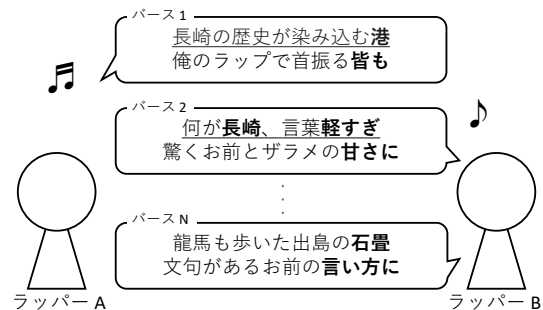 バース 1
長崎の歴史が染み込む港
俺のラップで首振る皆も
バース 2
何が長崎、言葉軽すぎ
驚くお前とザラメの甘さに
バース N
龍馬も歩いた出島の石畳
文句があるお前の言い方に
ラッパー A
ラッパー B